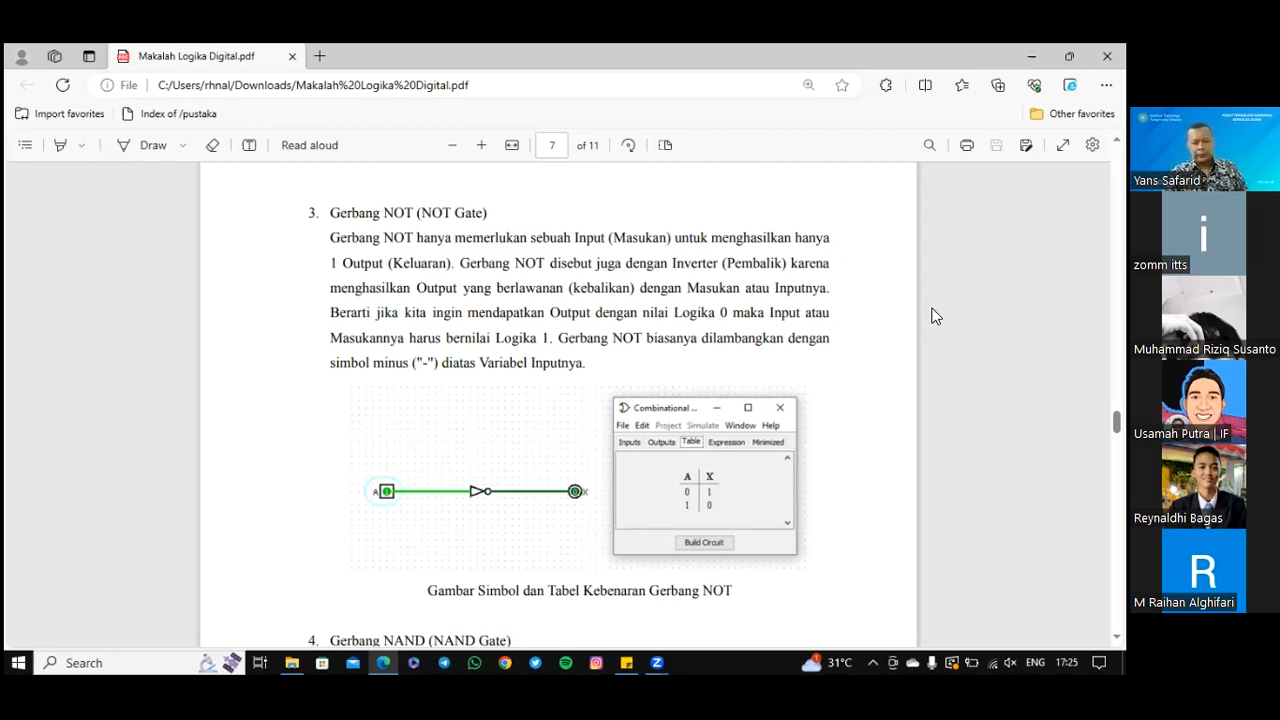 Makalah Logika Digital.pdf
File C:/Users/rhnal/Downloads/Makalah%20Logika%20Digital.pdf
Import favorites Index of /pustaka Other favorites
Draw Read aloud 7 of 11
3. Gerbang NOT (NOT Gate)
Gerbang NOT hanya memerlukan sebuah Input (Masukan) untuk menghasilkan hanya
1 Output (Keluaran). Gerbang NOT disebut juga dengan Inverter (Pembalik) karena
menghasilkan Output yang berlawanan (kebalikan) dengan Masukan atau Inputnya.
Berarti jika kita ingin mendapatkan Output dengan nilai Logika 0 maka Input atau
Masukannya harus bernilai Logika 1. Gerbang NOT biasanya dilambangkan dengan
simbol minus ("-") diatas Variabel Inputnya.
Combinational ...
File Edit Project Simulate Window Help
Inputs Outputs Table Expression Minimized
A X
0 1
1 0
Build Circuit
A X
Gambar Simbol dan Tabel Kebenaran Gerbang NOT
4. Gerbang NAND (NAND Gate)
Search 31°C ENG 17:25
Yans Safarid
i
zomm itts
Muhammad Riziq Susanto
Usamah Putra | IF
Reynaldhi Bagas
R
M Raihan Alghifari